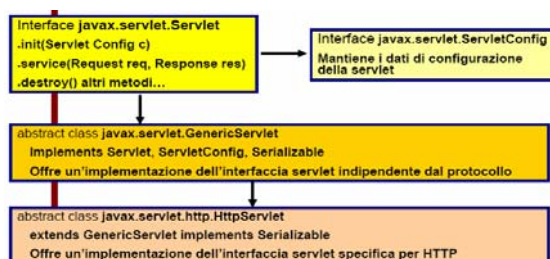 Interface javax.servlet.Servlet
.init(Servlet Config c)
.service(Request req, Response res)
.destroy() altri metodi…
Interface javax.servlet.ServletConfig
Mantiene i dati di configurazione
della servlet
abstract class javax.servlet.GenericServlet
Implements Servlet, ServletConfig, Serializable
Offre un'implementazione dell'interfaccia servlet indipendente dal protocollo
abstract class javax.servlet.http.HttpServlet
extends GenericServlet implements Serializable
Offre un'implementazione dell'interfaccia servlet specifica per HTTP